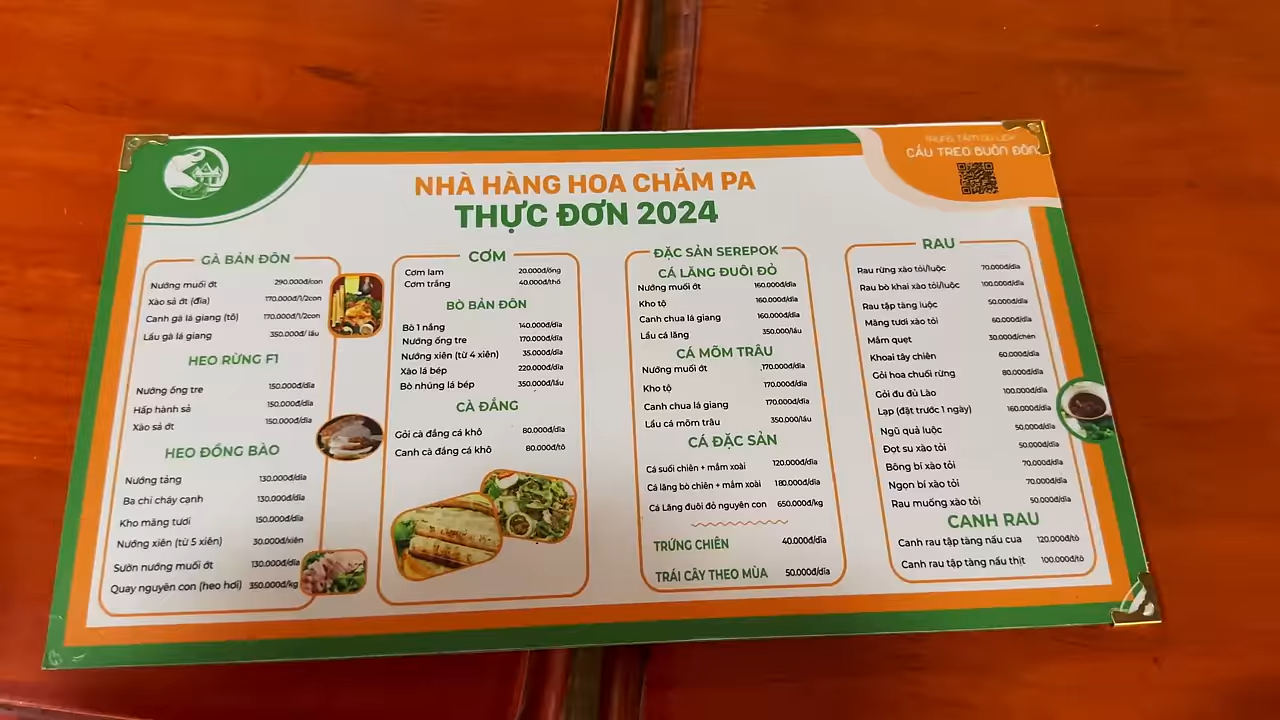 TRUNG TÂM DU LỊCH
CẦU TREO BUÔN ĐÔN
NHÀ HÀNG HOA CHĂM PA
THỰC ĐƠN 2024
GÀ BẢN ĐÔN
Nướng muối ớt 290.000đ/con
Xào sả ớt (đĩa) 170.000đ/1/2con
Canh gà lá giang (tô) 170.000đ/1/2con
Lẩu gà lá giang 350.000đ/ lẩu
HEO RỪNG F1
Nướng ống tre 150.000đ/dĩa
Hấp hành sả 150.000đ/dĩa
Xào sả ớt 150.000đ/dĩa
HEO ĐỒNG BÀO
Nướng tảng 130.000đ/dĩa
Ba chỉ cháy cạnh 130.000đ/dĩa
Kho măng tươi 150.000đ/dĩa
Nướng xiên (từ 5 xiên) 30.000đ/xiên
Sườn nướng muối ớt 130.000đ/dĩa
Quay nguyên con (heo hơi) 350.000đ/kg
CƠM
Cơm lam 20.000đ/ống
Cơm trắng 40.000đ/thố
BÒ BẢN ĐÔN
Bò 1 nắng 140.000đ/dĩa
Nướng ống tre 170.000đ/dĩa
Nướng xiên (từ 4 xiên) 35.000đ/dĩa
Xào lá bép 220.000đ/dĩa
Bò nhúng lá bép 350.000đ/lẩu
CÀ ĐẮNG
Gỏi cà đắng cá khô 80.000đ/dĩa
Canh cà đắng cá khô 80.000đ/tô
ĐẶC SẢN SEREPOK
CÁ LĂNG ĐUÔI ĐỎ
Nướng muối ớt 160.000đ/dĩa
Kho tộ 160.000đ/dĩa
Canh chua lá giang 160.000đ/dĩa
Lẩu cá lăng 350.000/lẩu
CÁ MÕM TRÂU
Nướng muối ớt 170.000đ/dĩa
Kho tộ 170.000đ/dĩa
Canh chua lá giang 170.000đ/dĩa
Lẩu cá mõm trâu 350.000/lẩu
CÁ ĐẶC SẢN
Cá suối chiên + mắm xoài 120.000đ/dĩa
Cá lăng bò chiên + mắm xoài 180.000đ/dĩa
Cá Lăng đuôi đỏ nguyên con 650.000đ/kg
TRỨNG CHIÊN 40.000đ/dĩa
TRÁI CÂY THEO MÙA 50.000đ/dĩa
RAU
Rau rừng xào tỏi/luộc 70.000đ/dĩa
Rau bò khai xào tỏi/luộc 100.000đ/dĩa
Rau tập tàng luộc 50.000đ/dĩa
Măng tươi xào tỏi 60.000đ/dĩa
Mắm quẹt 30.000đ/chén
Khoai tây chiên 60.000đ/dĩa
Gỏi hoa chuối rừng 80.000đ/dĩa
Gỏi đu đủ Lào 100.000đ/dĩa
Lạp (đặt trước 1 ngày) 160.000đ/dĩa
Ngũ quả luộc 50.000đ/dĩa
Đọt su xào tỏi 50.000đ/dĩa
Bông bí xào tỏi 70.000đ/dĩa
Ngọn bí xào tỏi 70.000đ/dĩa
Rau muống xào tỏi 50.000đ/dĩa
CANH RAU
Canh rau tập tàng nấu cua 120.000đ/tô
Canh rau tập tàng nấu thịt 100.000đ/tô